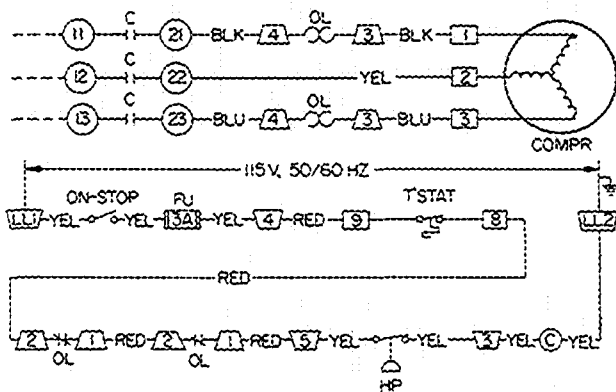 C OL
11 21 BLK 4 3 BLK 1
C
12 22 YEL 2
C OL
13 23 BLU 4 3 BLU 3
COMPR
115V, 50/60 HZ
ON-STOP FU T'STAT
LL1 YEL YEL 3A YEL 4 RED 9 8 LL2
RED
2 1 RED 2 1 RED 5 YEL YEL 3 YEL C YEL
OL OL
HP